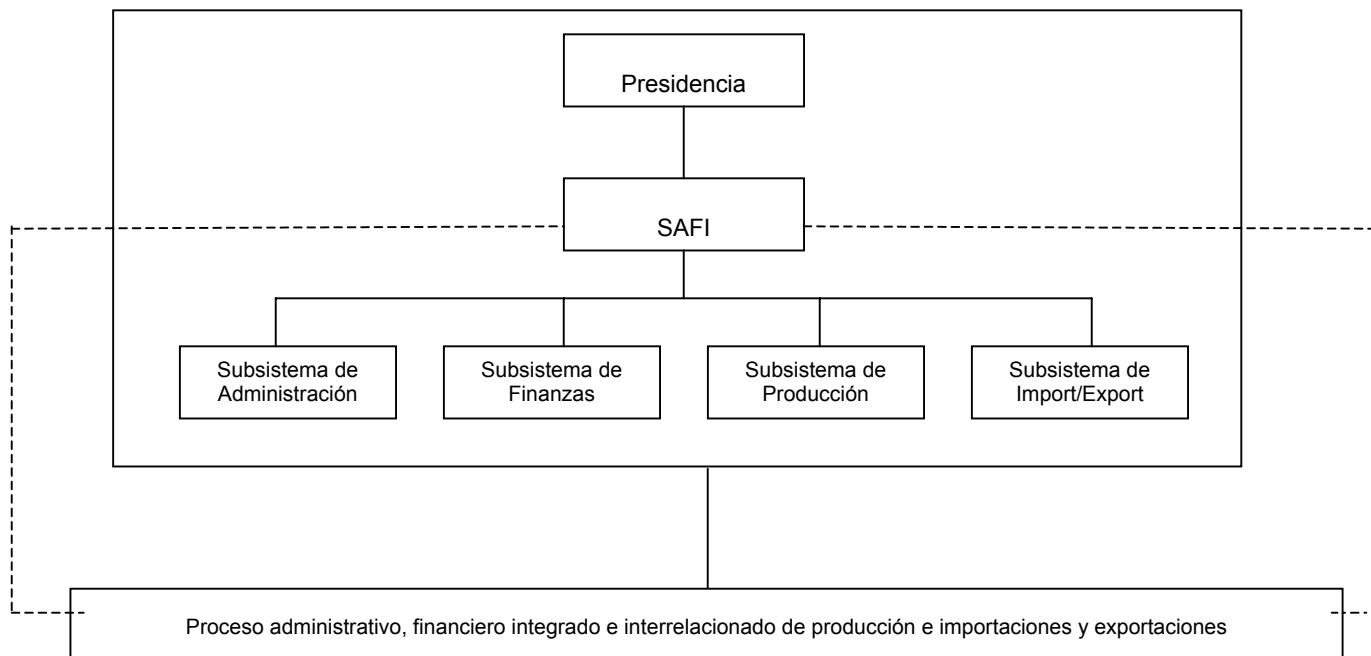 Presidencia
SAFI
Subsistema de
Administración
Subsistema de
Finanzas
Subsistema de
Producción
Subsistema de
Import/Export
Proceso administrativo, financiero integrado e interrelacionado de producción e importaciones y exportaciones